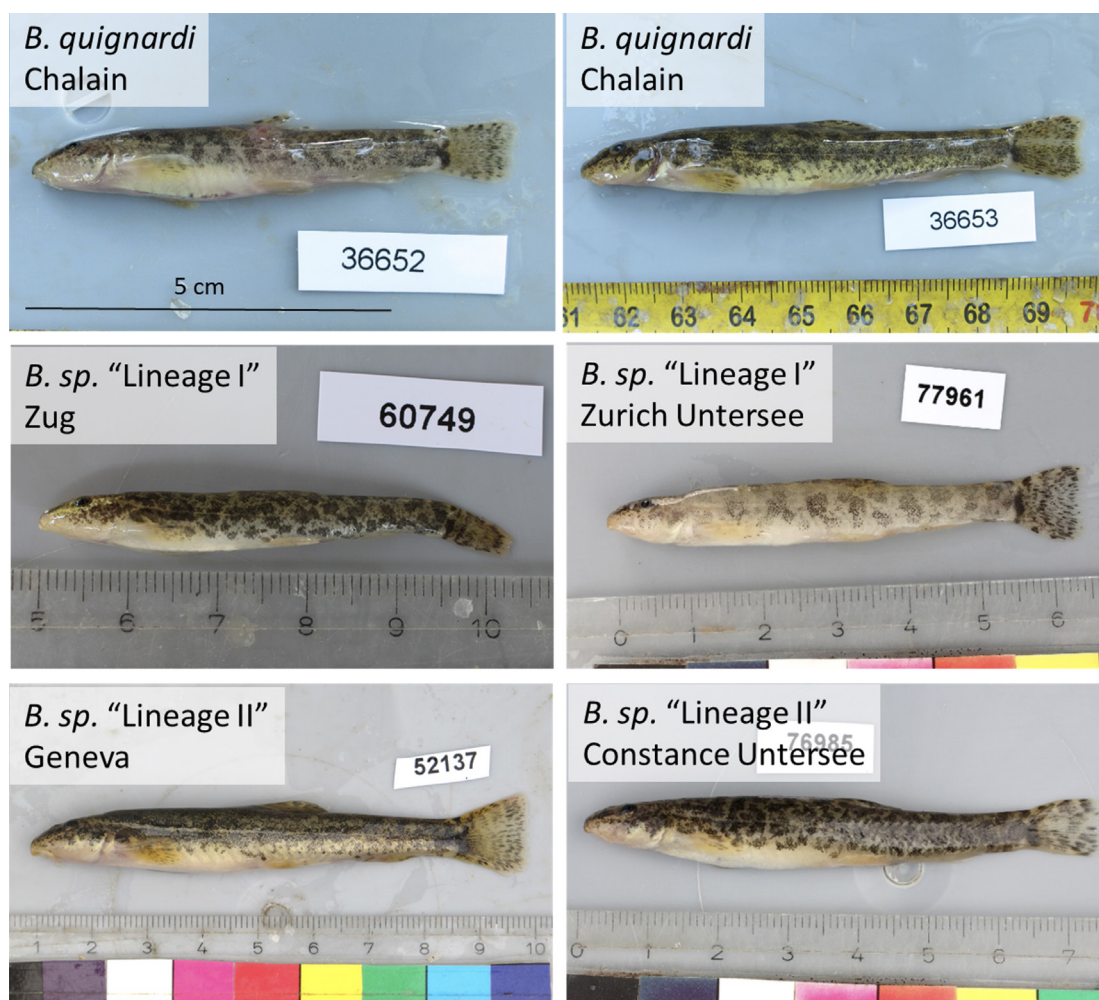 B. quignardi
Chalain
36652
5 cm
B. quignardi
Chalain
36653
61 62 63 64 65 66 67 68 69 70
B. sp. “Lineage I”
Zug
60749
5 6 7 8 9 10
B. sp. “Lineage I”
Zurich Untersee
77961
0 1 2 3 4 5 6
B. sp. “Lineage II”
Geneva
52137
1 2 3 4 5 6 7 8 9 10
B. sp. “Lineage II”
76985
Constance Untersee
0 1 2 3 4 5 6 7